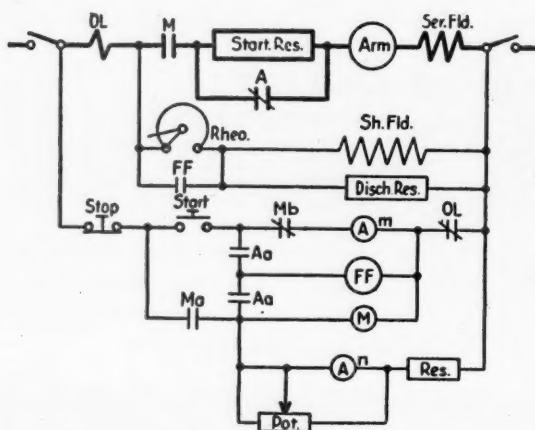 OL M Start. Res. Arm Ser. Fld.
A
Rheo. Sh. Fld.
FF Disch. Res.
Stop Start Mb A m OL
Aa
FF
Ma Aa M
A n Res.
Pot.